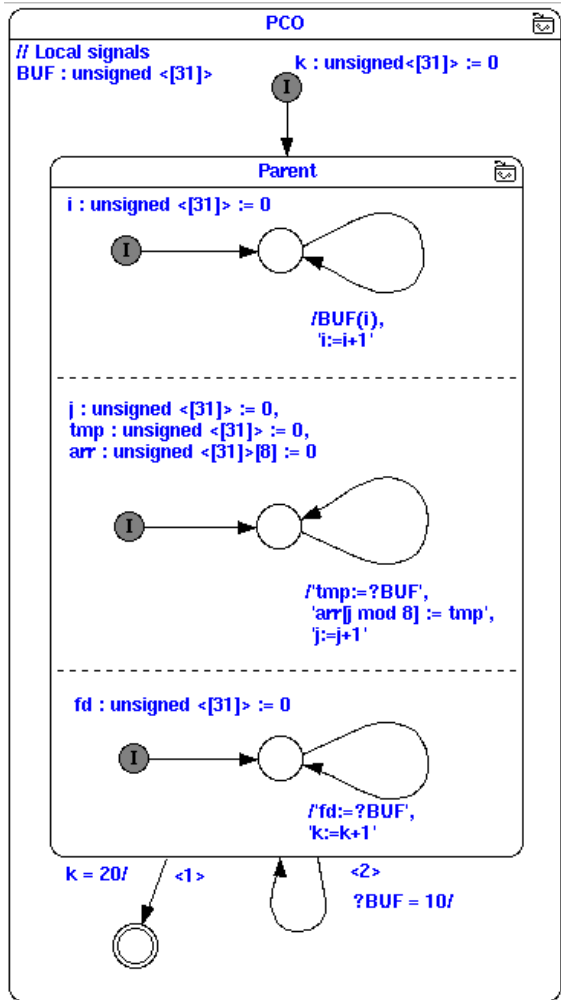 PCO
// Local signals
BUF : unsigned <[31]>
k : unsigned<[31]> := 0
I
Parent
i : unsigned <[31]> := 0
I
/BUF(i),
'i:=i+1'
j : unsigned <[31]> := 0,
tmp : unsigned <[31]> := 0,
arr : unsigned <[31]>[8] := 0
I
/'tmp:=?BUF',
'arr[j mod 8] := tmp',
'j:=j+1'
fd : unsigned <[31]> := 0
I
/'fd:=?BUF',
'k:=k+1'
k = 20/
<1>
<2>
?BUF = 10/